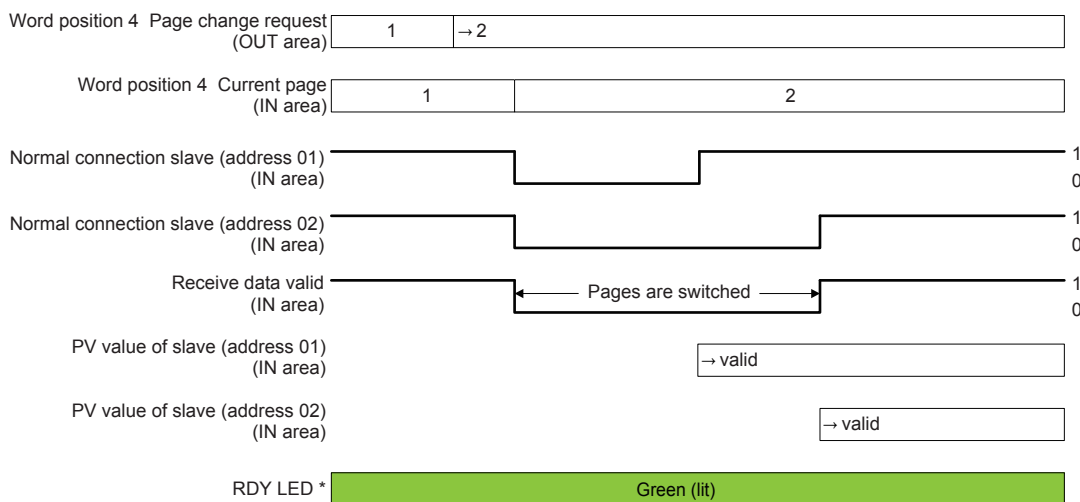 Word position 4 Page change request
(OUT area)
1
→2
Word position 4 Current page
(IN area)
1
2
Normal connection slave (address 01)
(IN area)
1
0
Normal connection slave (address 02)
(IN area)
1
0
Receive data valid
(IN area)
Pages are switched
1
0
PV value of slave (address 01)
(IN area)
→valid
PV value of slave (address 02)
(IN area)
→valid
RDY LED *
Green (lit)